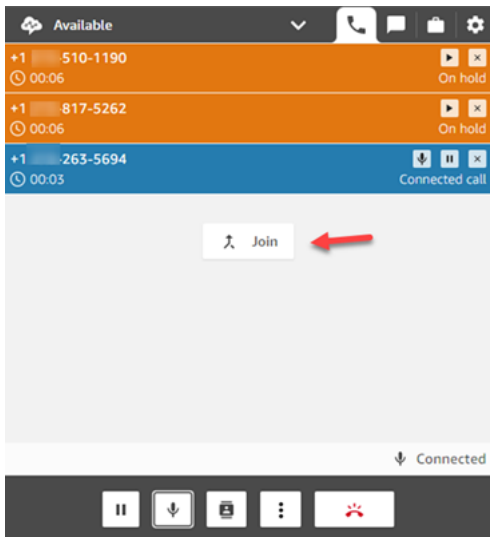 Available
+1 -510-1190
00:06
On hold
+1 -817-5262
00:06
On hold
+1 -263-5694
00:03
Connected call
Join
Connected